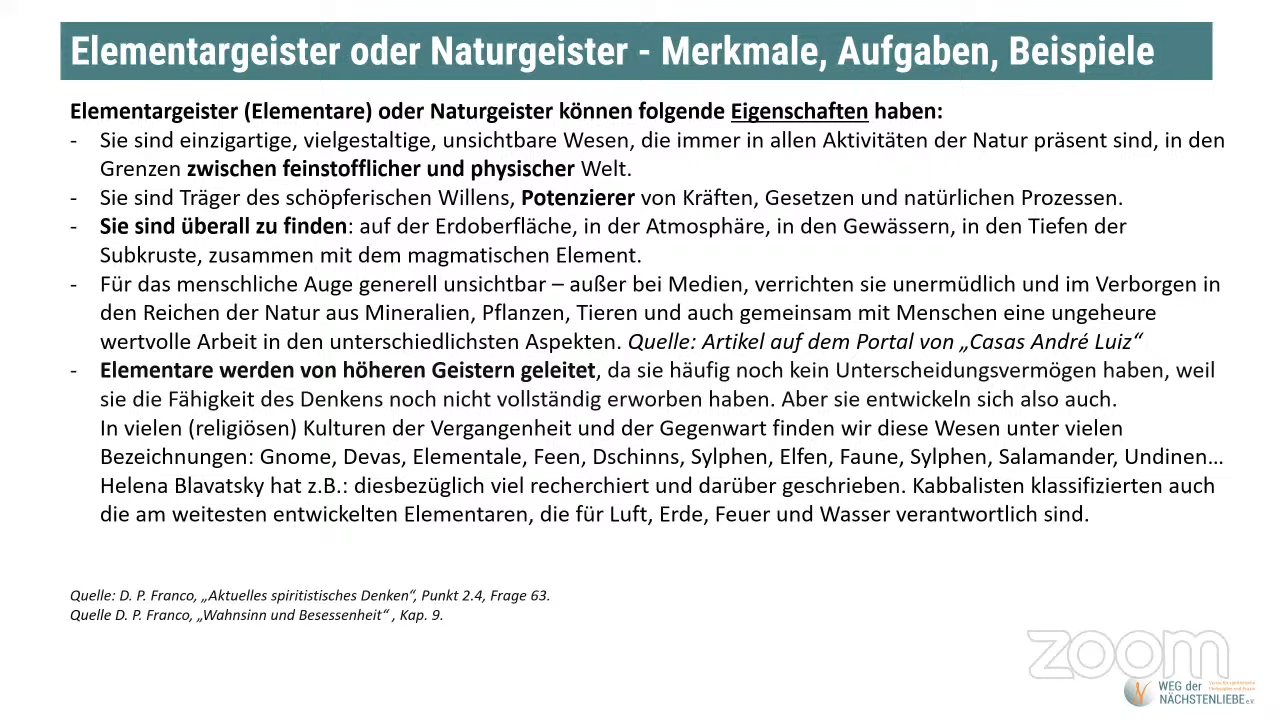 Elementargeister oder Naturgeister - Merkmale, Aufgaben, Beispiele
Elementargeister (Elementare) oder Naturgeister können folgende Eigenschaften haben:
- Sie sind einzigartige, vielgestaltige, unsichtbare Wesen, die immer in allen Aktivitäten der Natur präsent sind, in den
Grenzen zwischen feinstofflicher und physischer Welt.
- Sie sind Träger des schöpferischen Willens, Potenzierer von Kräften, Gesetzen und natürlichen Prozessen.
- Sie sind überall zu finden: auf der Erdoberfläche, in der Atmosphäre, in den Gewässern, in den Tiefen der
Subkruste, zusammen mit dem magmatischen Element.
- Für das menschliche Auge generell unsichtbar – außer bei Medien, verrichten sie unermüdlich und im Verborgen in
den Reichen der Natur aus Mineralien, Pflanzen, Tieren und auch gemeinsam mit Menschen eine ungeheure
wertvolle Arbeit in den unterschiedlichsten Aspekten. Quelle: Artikel auf dem Portal von „Casas André Luiz“
- Elementare werden von höheren Geistern geleitet, da sie häufig noch kein Unterscheidungsvermögen haben, weil
sie die Fähigkeit des Denkens noch nicht vollständig erworben haben. Aber sie entwickeln sich also auch.
In vielen (religiösen) Kulturen der Vergangenheit und der Gegenwart finden wir diese Wesen unter vielen
Bezeichnungen: Gnome, Devas, Elementale, Feen, Dschinns, Sylphen, Elfen, Faune, Sylphen, Salamander, Undinen…
Helena Blavatsky hat z.B.: diesbezüglich viel recherchiert und darüber geschrieben. Kabbalisten klassifizierten auch
die am weitesten entwickelten Elementaren, die für Luft, Erde, Feuer und Wasser verantwortlich sind.
Quelle: D. P. Franco, „Aktuelles spiritistisches Denken“, Punkt 2.4, Frage 63.
Quelle D. P. Franco, „Wahnsinn und Besessenheit“ , Kap. 9.
zoom
WEG der
NÄCHSTENLIEBE e.V.